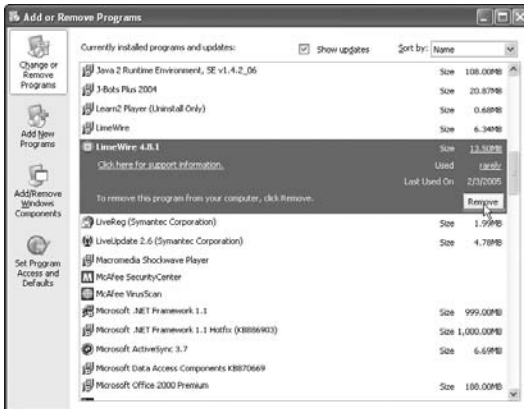 Add or Remove Programs
Change or
Remove
Programs
Add New
Programs
Add/Remove
Windows
Components
Set Program
Access and
Defaults
Currently installed programs and updates: Show updates Sort by: Name
Java 2 Runtime Environment, SE v1.4.2_06 Size 108.00MB
J-Bots Plus 2004 Size 20.87MB
Learn2 Player (Uninstall Only) Size 0.68MB
LimeWire Size 6.34MB
LimeWire 4.8.1 Size 13.50MB
Click here for support information. Used rarely
Last Used On 2/3/2005
To remove this program from your computer, click Remove. Remove
LiveReg (Symantec Corporation) Size 1.99MB
LiveUpdate 2.6 (Symantec Corporation) Size 4.78MB
Macromedia Shockwave Player
McAfee SecurityCenter
McAfee VirusScan
Microsoft .NET Framework 1.1 Size 999.00MB
Microsoft .NET Framework 1.1 Hotfix (KB886903) Size 1,000.00MB
Microsoft ActiveSync 3.7 Size 6.69MB
Microsoft Data Access Components KB870669
Microsoft Office 2000 Premium Size 188.00MB